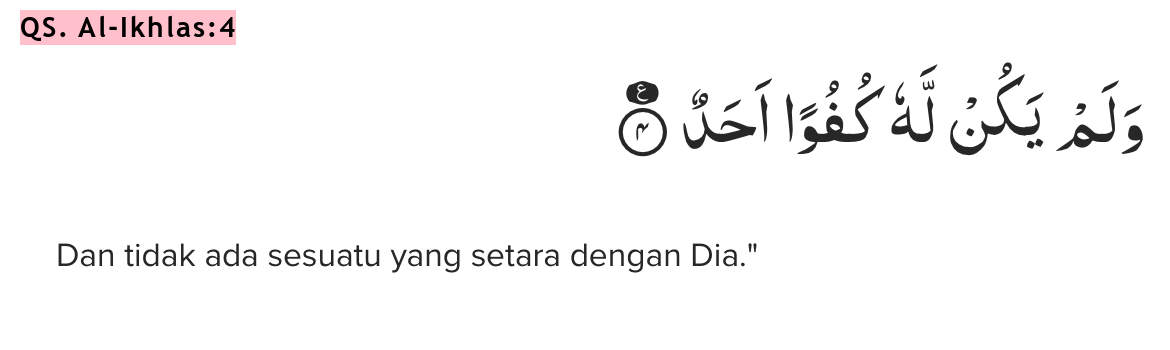 QS. Al-Ikhlas:4
وَلَمْ يَكُنْ لَّهٗ كُفُوًا اَحَدٌ ࣖ ۝٤
Dan tidak ada sesuatu yang setara dengan Dia."